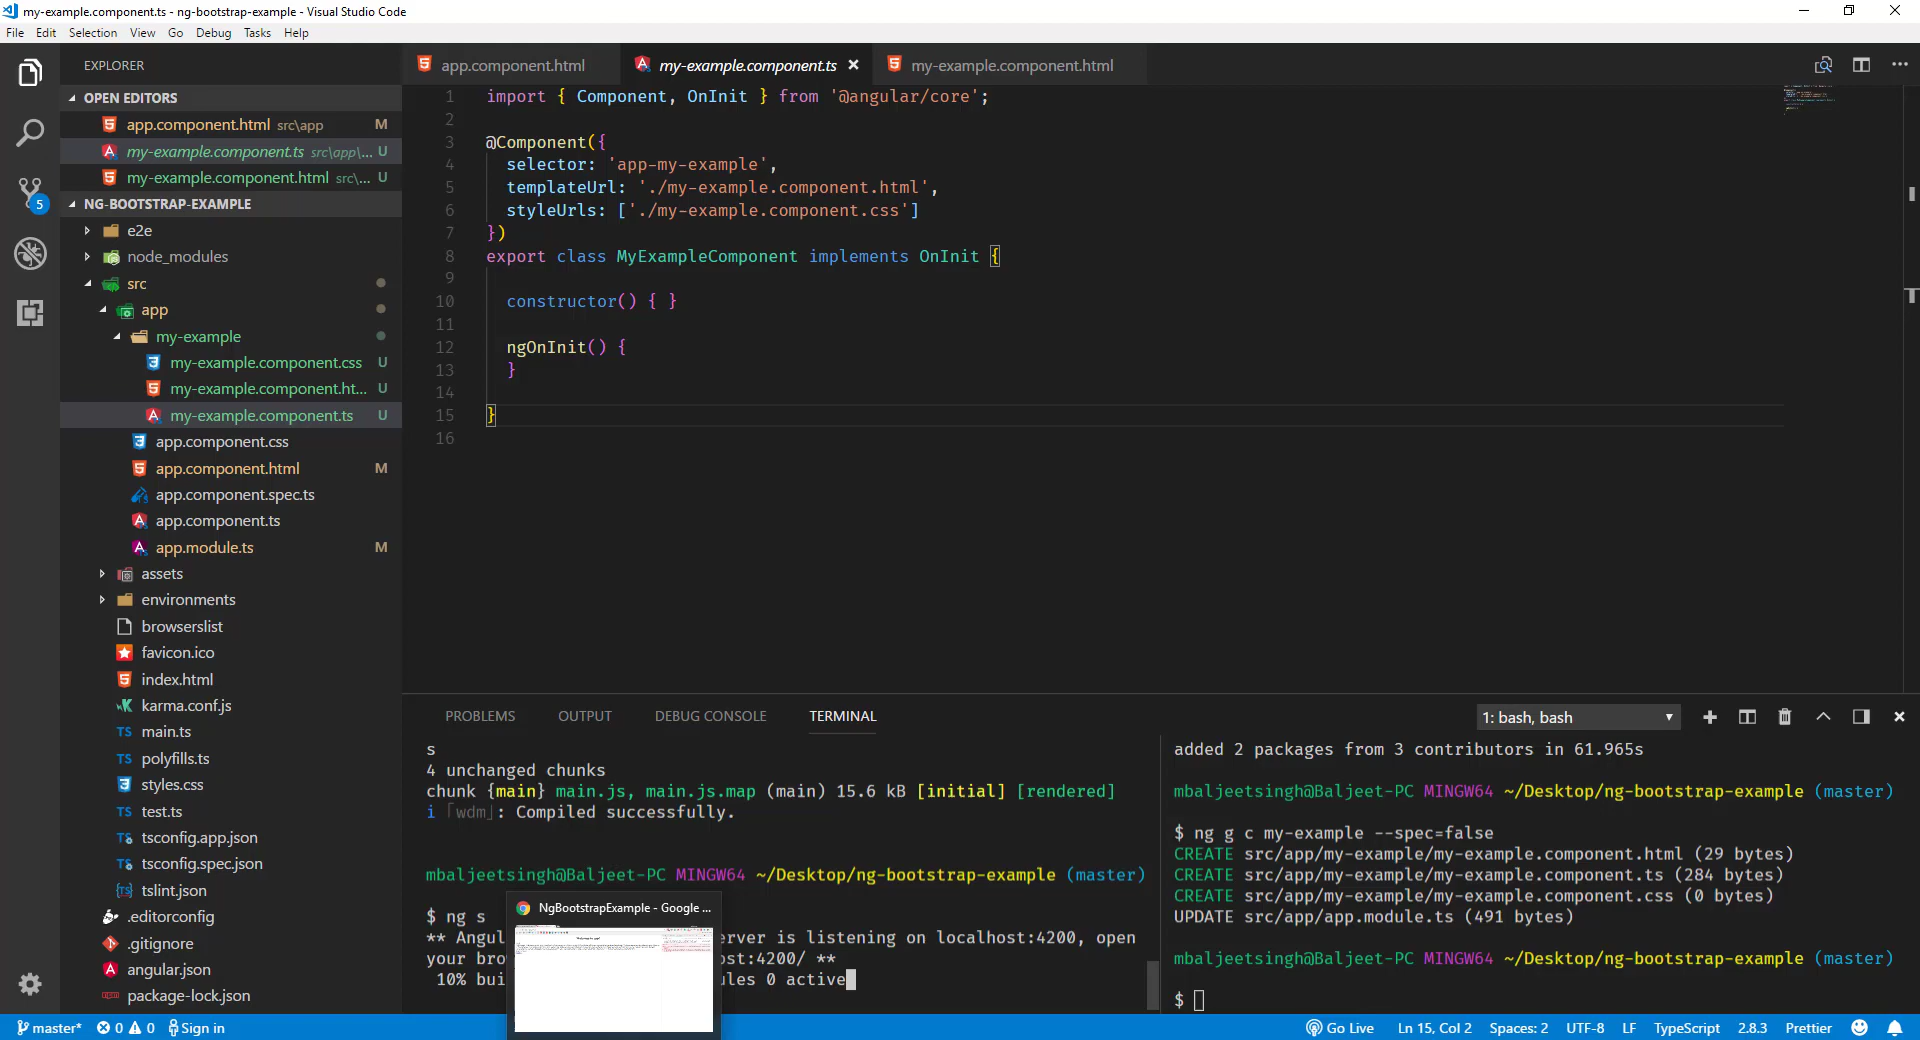 my-example.component.ts - ng-bootstrap-example - Visual Studio Code
File Edit Selection View Go Debug Tasks Help
EXPLORER
OPEN EDITORS
app.component.html src\app M
my-example.component.ts src\app\... U
my-example.component.html src\... U
NG-BOOTSTRAP-EXAMPLE
e2e
node_modules
src
app
my-example
my-example.component.css U
my-example.component.ht... U
my-example.component.ts U
app.component.css
app.component.html M
app.component.spec.ts
app.component.ts
app.module.ts M
assets
environments
browserslist
favicon.ico
index.html
karma.conf.js
main.ts
polyfills.ts
styles.css
test.ts
tsconfig.app.json
tsconfig.spec.json
tslint.json
.editorconfig
.gitignore
angular.json
package-lock.json
5
app.component.html my-example.component.ts my-example.component.html
1 import { Component, OnInit } from '@angular/core';
2
3 @Component({
4 selector: 'app-my-example',
5 templateUrl: './my-example.component.html',
6 styleUrls: ['./my-example.component.css']
7 })
8 export class MyExampleComponent implements OnInit {
9
10 constructor() { }
11
12 ngOnInit() {
13 }
14
15 }
16
PROBLEMS OUTPUT DEBUG CONSOLE TERMINAL
1: bash, bash
s
4 unchanged chunks
chunk {main} main.js, main.js.map (main) 15.6 kB [initial] [rendered]
i ｢wdm｣: Compiled successfully.
mbaljeetsingh@Baljeet-PC MINGW64 ~/Desktop/ng-bootstrap-example (master)
$ ng s
** Angul erver is listening on localhost:4200, open
your bro ost:4200/ **
10% bui ules 0 active
NgBootstrapExample - Google ...
added 2 packages from 3 contributors in 61.965s
mbaljeetsingh@Baljeet-PC MINGW64 ~/Desktop/ng-bootstrap-example (master)
$ ng g c my-example --spec=false
CREATE src/app/my-example/my-example.component.html (29 bytes)
CREATE src/app/my-example/my-example.component.ts (284 bytes)
CREATE src/app/my-example/my-example.component.css (0 bytes)
UPDATE src/app/app.module.ts (491 bytes)
mbaljeetsingh@Baljeet-PC MINGW64 ~/Desktop/ng-bootstrap-example (master)
$
master* 0 0 Sign in Go Live Ln 15, Col 2 Spaces: 2 UTF-8 LF TypeScript 2.8.3 Prettier